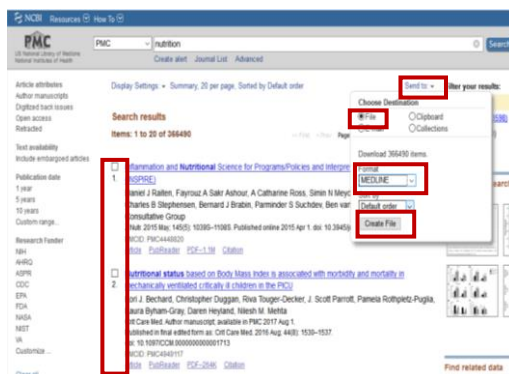 NCBI Resources How To
PMC
US National Library of Medicine
National Institutes of Health
PMC
nutrition
Search
Create alert Journal List Advanced
Article attributes
Author manuscripts
Digitized back issues
Open access
Retracted
Text availability
Include embargoed articles
Publication date
1 year
5 years
10 years
Custom range...
Research Funder
NIH
AHRQ
ASPR
CDC
EPA
FDA
NASA
NIST
VA
Customize ...
Display Settings Summary, 20 per page, Sorted by Default order
Send to:
Filter your results:
Search results
Items: 1 to 20 of 366490
Page
Choose Destination
File Clipboard
Collections
Download 366490 items.
Format
MEDLINE
Default order
Create File
1.
and Nutritional Science for Programs/Policies and
Daniel J Raiten, Fayrouz A Sakr Ashour, A Catharine Ross, Simin N
Charles B Stephensen, Bernard J Brabin, Parminder S Suchdev, Ben van
Consultative Group
J Nutr 2015 May; 145(5): 1039S–1108S. Published online 2015 Apr 1. doi:
PMCID: PMC4448820
PubReader PDF–1.1M Citation
2.
Nutritional status based on Body Mass Index is associated with morbidity and mortality in
mechanically ventilated critically ill children in the PICU
Lori J. Bechard, Christopher Duggan, Riva Touger-Decker, J. Scott Parrott, Pamela Rothpletz-Puglia,
Laura Byham-Gray, Daren Heyland, Nilesh M. Mehta
Crit Care Med. Author manuscript; available in PMC 2017 Aug 1.
Published in final edited form as: Crit Care Med. 2016 Aug; 44(8): 1530–1537.
doi: 10.1097/CCM.0000000000001713
PMCID: PMC4949117
PubReader PDF–264K Citation
Find related data